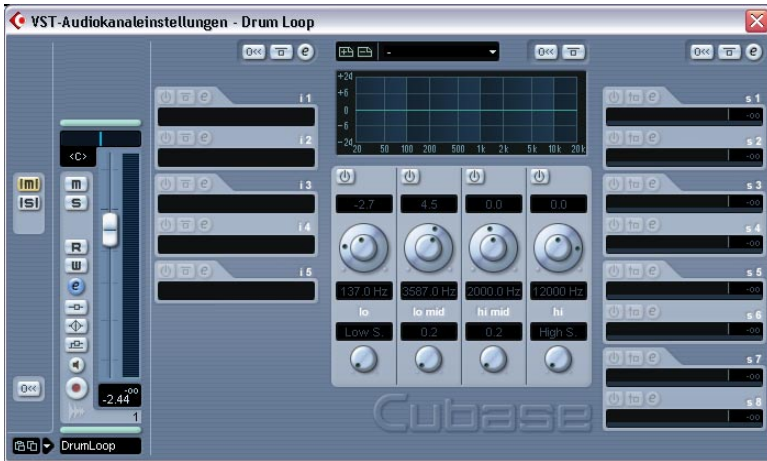 VST-Audiokanaleinstellungen - Drum Loop
e
e
-
+24
+6
0
-6
-24
20 50 100 200 500 1k 2k 5k 10k 20k
<C>
m
S
R
W
e
-oo
-2.44
1
DrumLoop
|m|
|S|
i 1
i 2
i 3
i 4
i 5
-2.7 4.5 0.0 0.0
137.0 Hz 3587.0 Hz 2000.0 Hz 12000 Hz
lo lo mid hi mid hi
Low S. 0.2 0.2 High S.
Cubase
s 1
-oo
s 2
-oo
s 3
-oo
s 4
-oo
s 5
-oo
s 6
-oo
s 7
-oo
s 8
-oo